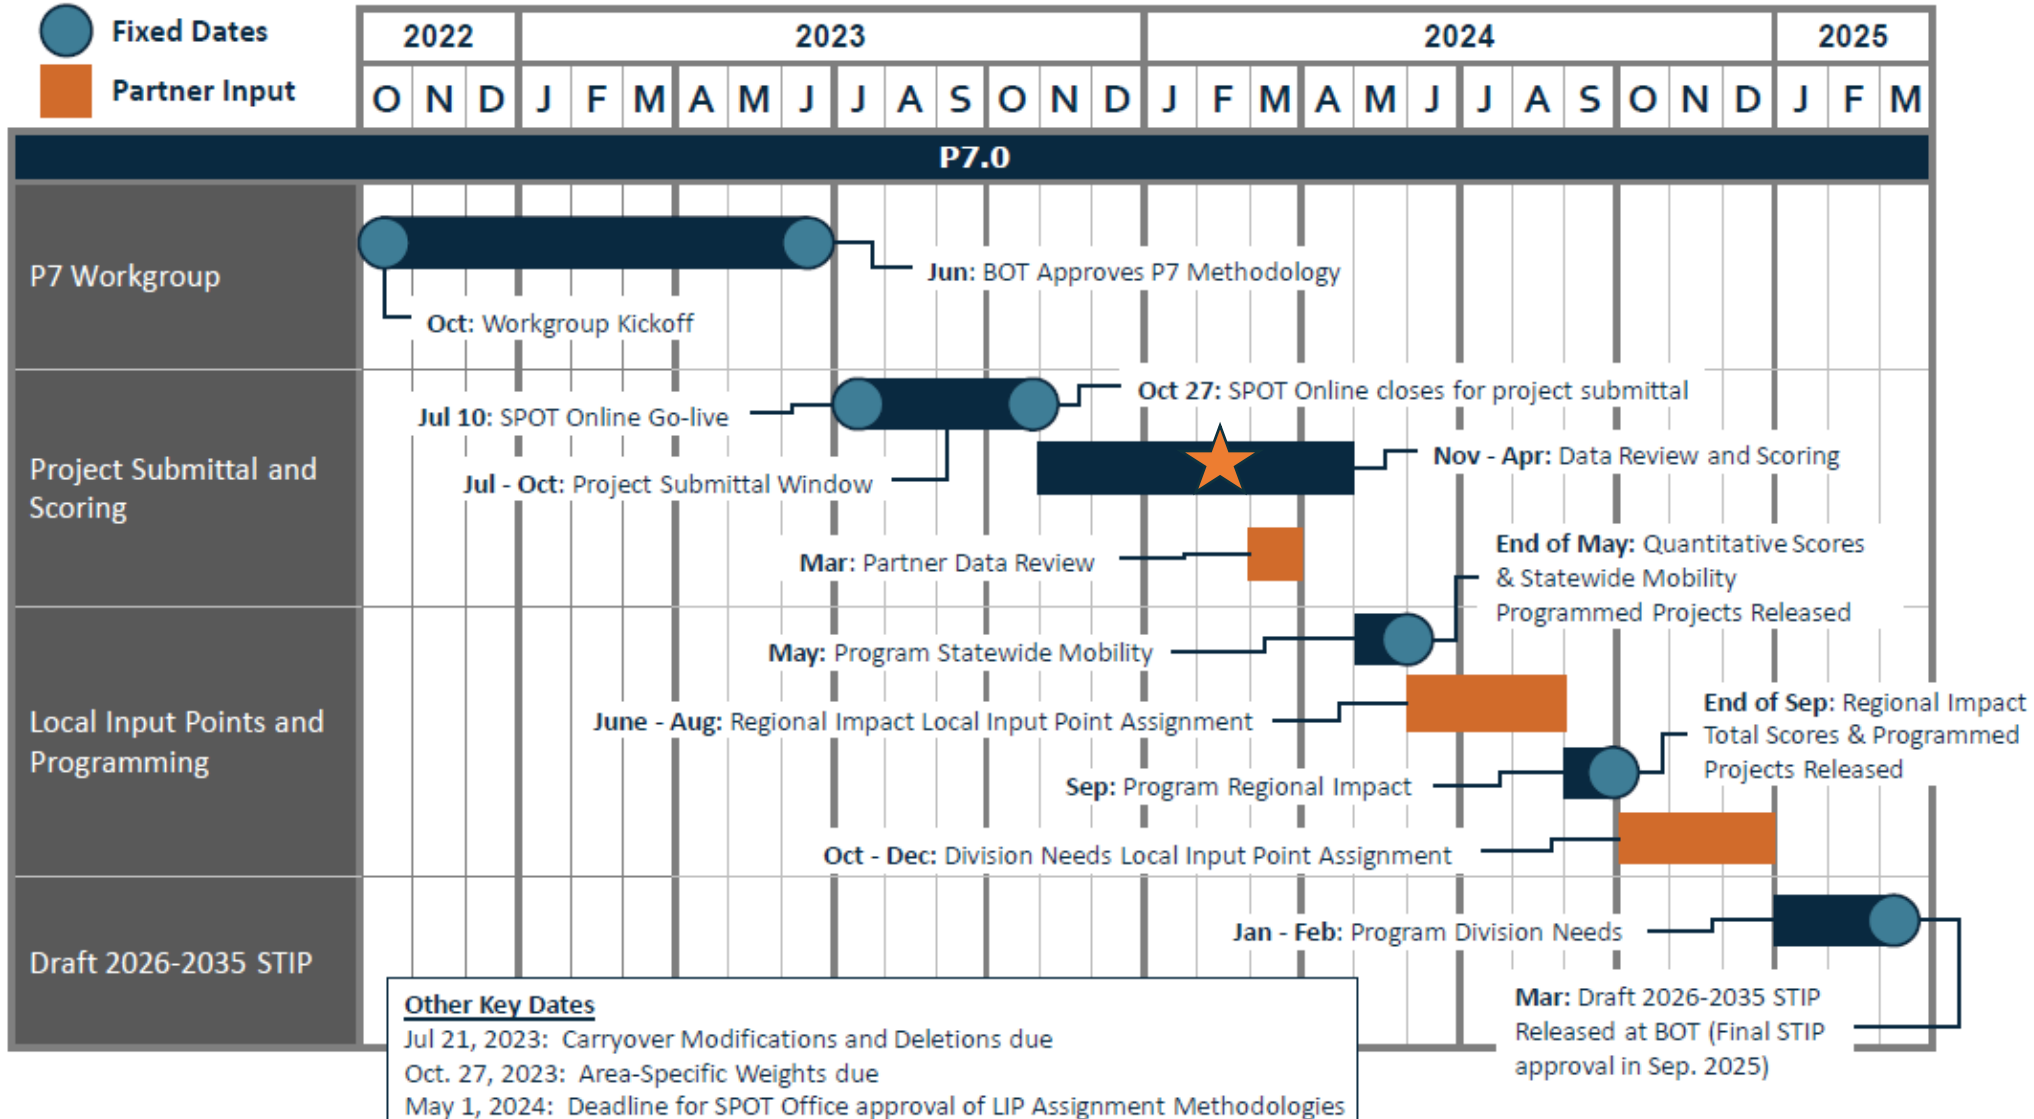 Fixed Dates
Partner Input
2022 2023 2024 2025
O N D J F M A M J J A S O N D J F M A M J J A S O N D J F M
P7.0
P7 Workgroup
Jun: BOT Approves P7 Methodology
Oct: Workgroup Kickoff
Project Submittal and
Scoring
Oct 27: SPOT Online closes for project submittal
Jul 10: SPOT Online Go-live
Nov - Apr: Data Review and Scoring
Jul - Oct: Project Submittal Window
Mar: Partner Data Review
End of May: Quantitative Scores
& Statewide Mobility
Programmed Projects Released
Local Input Points and
Programming
May: Program Statewide Mobility
June - Aug: Regional Impact Local Input Point Assignment
End of Sep: Regional Impact
Total Scores & Programmed
Projects Released
Sep: Program Regional Impact
Oct - Dec: Division Needs Local Input Point Assignment
Draft 2026-2035 STIP
Jan - Feb: Program Division Needs
Mar: Draft 2026-2035 STIP
Released at BOT (Final STIP
approval in Sep. 2025)
Other Key Dates
Jul 21, 2023: Carryover Modifications and Deletions due
Oct. 27, 2023: Area-Specific Weights due
May 1, 2024: Deadline for SPOT Office approval of LIP Assignment Methodologies